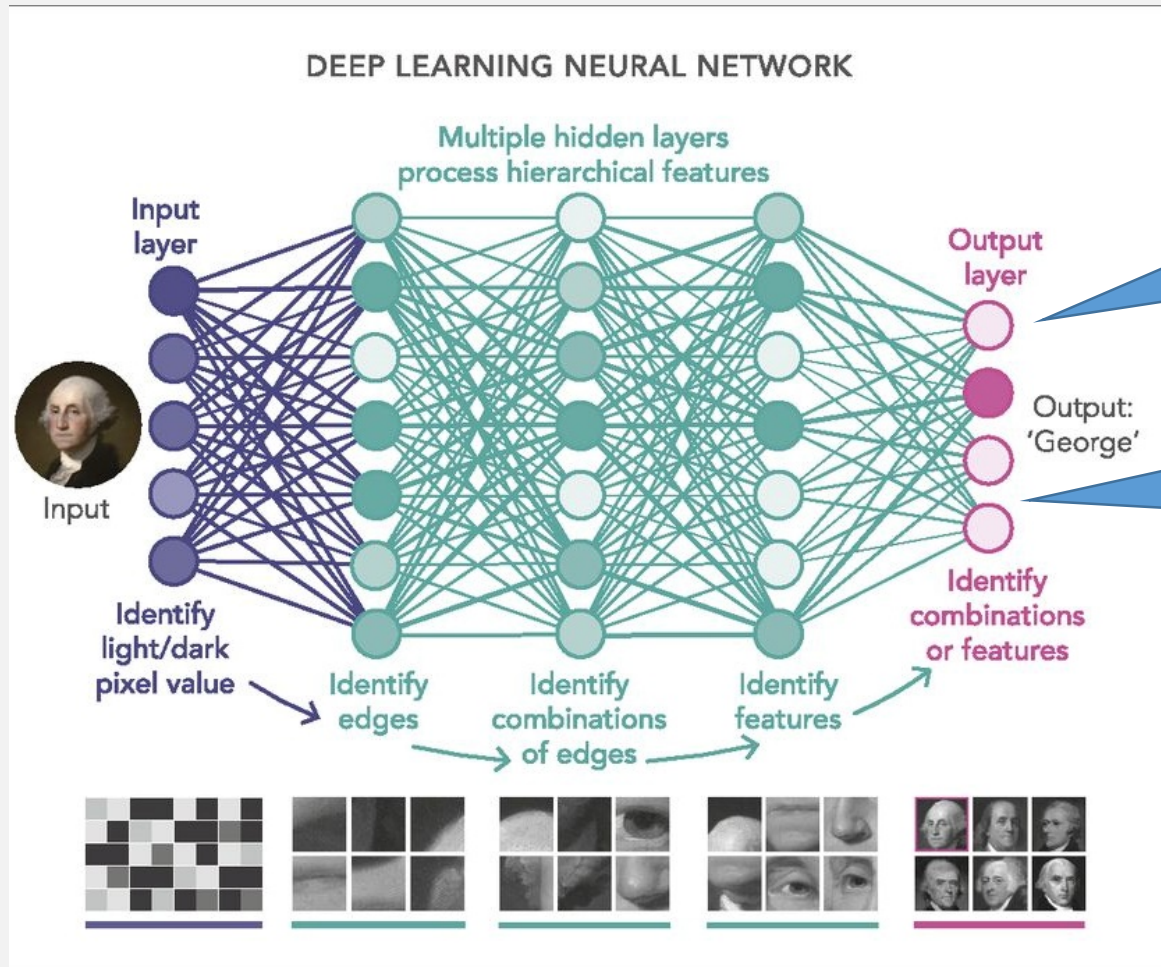 DEEP LEARNING NEURAL NETWORK
Multiple hidden layers
process hierarchical features
Input
layer
Output
layer
Input
Output:
'George'
Identify
light/dark
pixel value
Identify
edges
Identify
combinations
of edges
Identify
features
Identify
combinations
or features